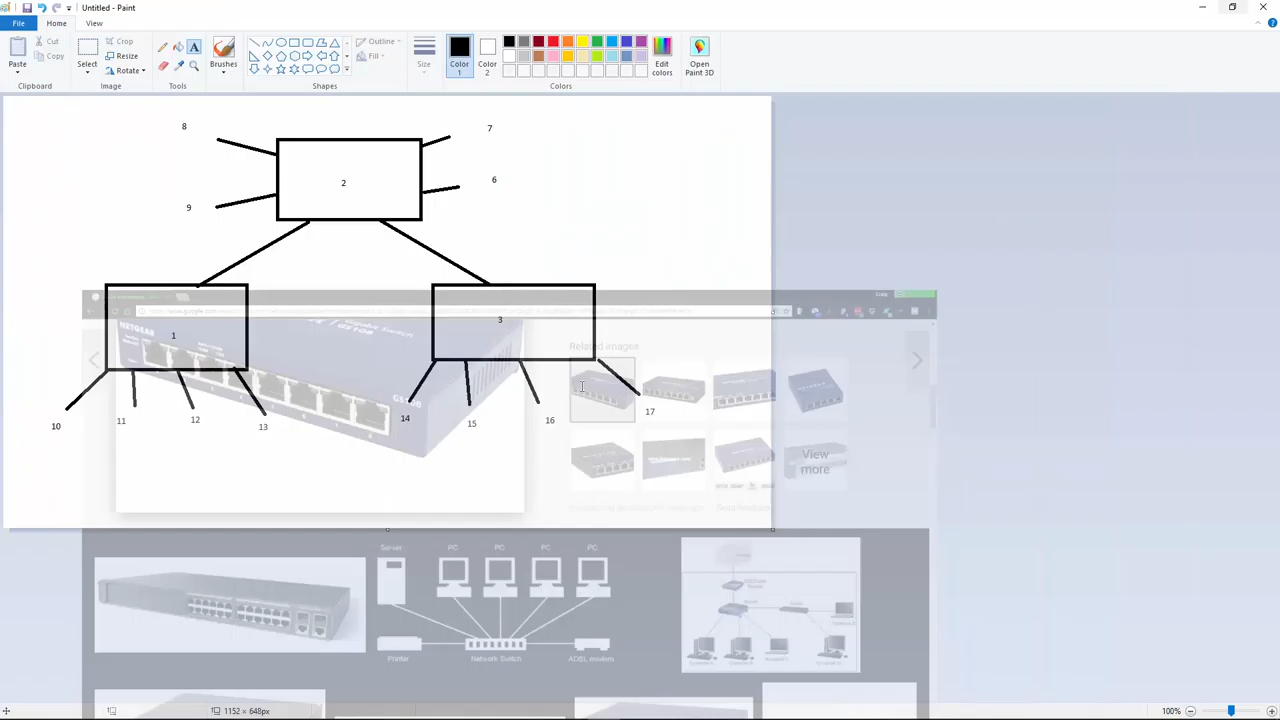 Untitled - Paint
File
Home
View
Paste
Cut
Copy
Clipboard
Select
Crop
Resize
Rotate
Image
Tools
Brushes
Shapes
Outline
Fill
Size
Color
1
Color
2
Edit
colors
Open
Paint 3D
Colors
8
7
2
6
9
1
3
10
11
12
13
14
15
16
17
NETGEAR
GS108
Related images
View
more
Server
PC
PC
PC
PC
Printer
Network Switch
ADSL modem
1152 × 648px
100%